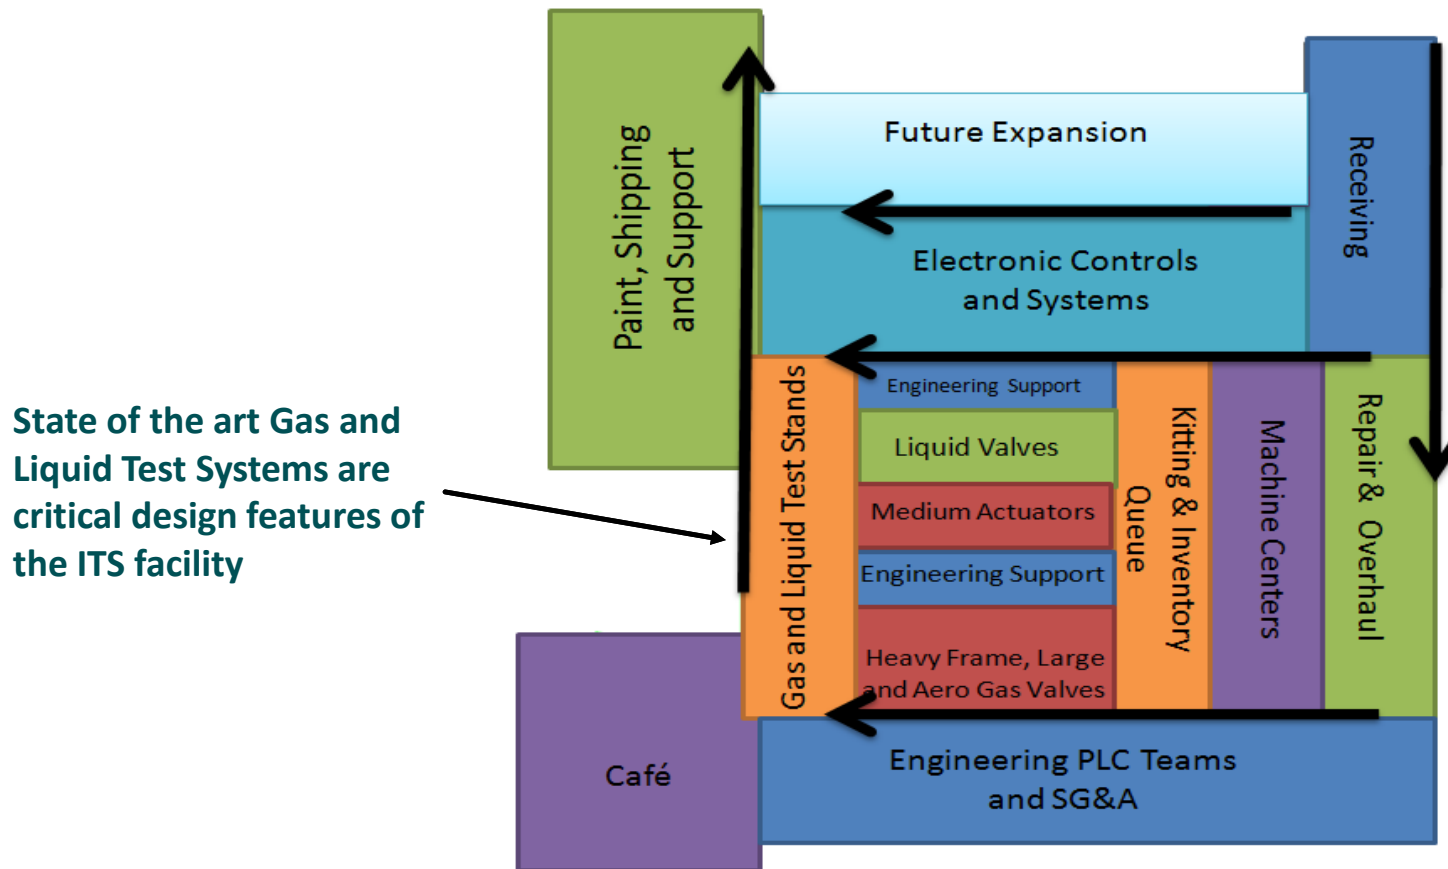 Future Expansion
Receiving
Paint, Shipping
and Support
Electronic Controls
and Systems
State of the art Gas and
Liquid Test Systems are
critical design features of
the ITS facility
Gas and Liquid Test Stands
Engineering Support
Liquid Valves
Medium Actuators
Engineering Support
Heavy Frame, Large
and Aero Gas Valves
Kitting & Inventory
Queue
Machine Centers
Repair & Overhaul
Café
Engineering PLC Teams
and SG&A